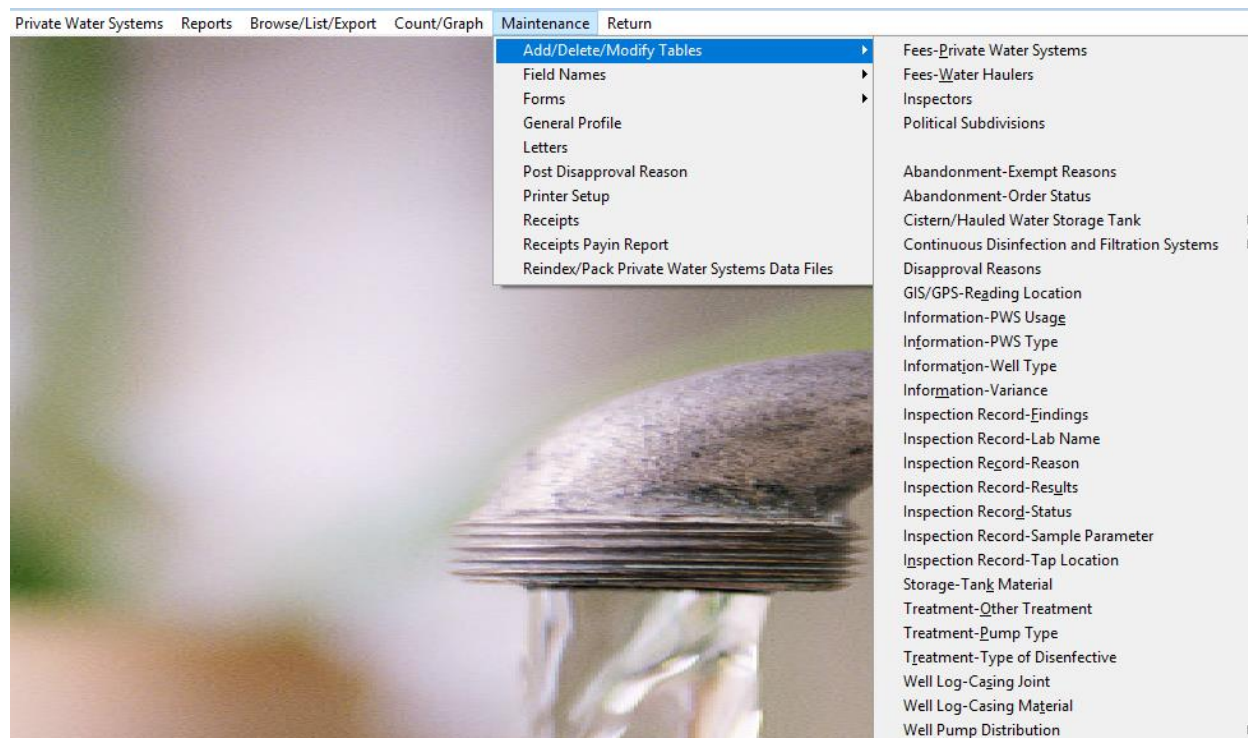 Private Water Systems Reports Browse/List/Export Count/Graph Maintenance Return
Add/Delete/Modify Tables
Field Names
Forms
General Profile
Letters
Post Disapproval Reason
Printer Setup
Receipts
Receipts Payin Report
Reindex/Pack Private Water Systems Data Files
Fees-Private Water Systems
Fees-Water Haulers
Inspectors
Political Subdivisions
Abandonment-Exempt Reasons
Abandonment-Order Status
Cistern/Hauled Water Storage Tank
Continuous Disinfection and Filtration Systems
Disapproval Reasons
GIS/GPS-Reading Location
Information-PWS Usage
Information-PWS Type
Information-Well Type
Information-Variance
Inspection Record-Findings
Inspection Record-Lab Name
Inspection Record-Reason
Inspection Record-Results
Inspection Record-Status
Inspection Record-Sample Parameter
Inspection Record-Tap Location
Storage-Tank Material
Treatment-Other Treatment
Treatment-Pump Type
Treatment-Type of Disenfective
Well Log-Casing Joint
Well Log-Casing Material
Well Pump Distribution